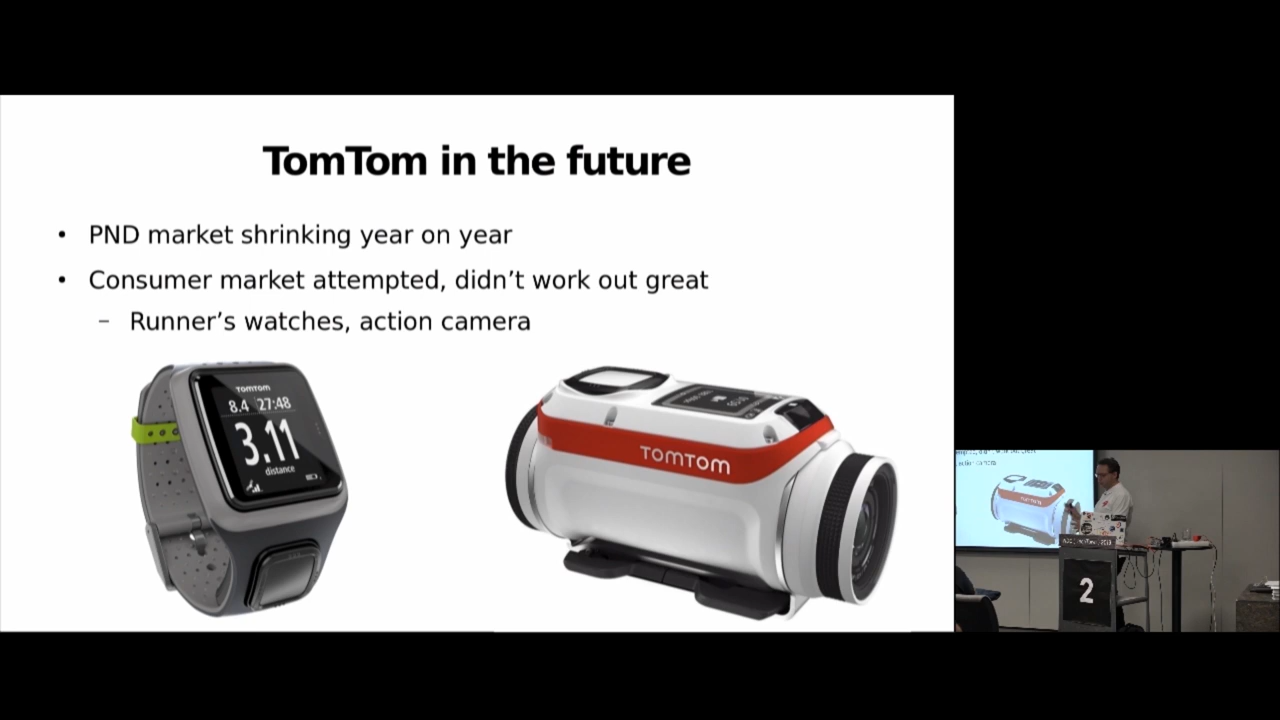 TomTom in the future
• PND market shrinking year on year
• Consumer market attempted, didn’t work out great
– Runner’s watches, action camera
TOMTOM
8.4 27:48
3.11
distance
TOMTOM
TOMTOM
2